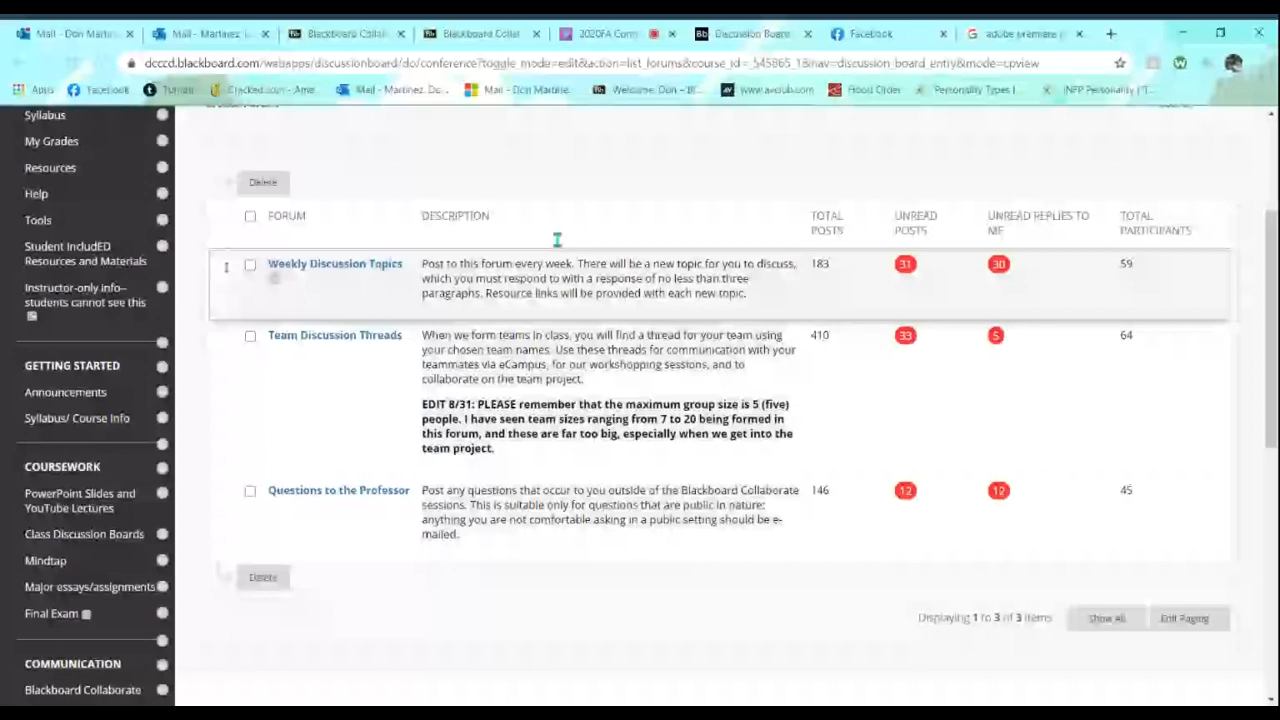 Mail - Don Martin
Mail - Martinez
Blackboard Collab
Blackboard Collab
2020FA Com
Discussion Board
Facebook
adobe premiere
dcccd.blackboard.com/webapps/discussionboard/do/conference?toggle_mode=edit&action=list_forums&course_id=_545865_1&nav=discussion_board_entry&mode=cpview
Apps
Facebook
Tumblr
Cracked.com - Ame
Mail - Martinez, Do...
Mail - Don Martine
Welcome, Don – Bl...
www.avclub.com
Personality Types
INFP Personality
Syllabus
My Grades
Resources
Help
Tools
Student IncludED
Resources and Materials
Instructor-only info--
students cannot see this
GETTING STARTED
Announcements
Syllabus/ Course Info
COURSEWORK
PowerPoint Slides and
YouTube Lectures
Class Discussion Boards
Mindtap
Major essays/assignments
Final Exam
COMMUNICATION
Blackboard Collaborate
Delete
FORUM
DESCRIPTION
TOTAL
POSTS
UNREAD
POSTS
UNREAD REPLIES TO
ME
TOTAL
PARTICIPANTS
Weekly Discussion Topics
Post to this forum every week. There will be a new topic for you to discuss,
which you must respond to with a response of no less than three
paragraphs. Resource links will be provided with each new topic.
183
31
30
59
Team Discussion Threads
When we form teams in class, you will find a thread for your team using
your chosen team names. Use these threads for communication with your
teammates via eCampus, for our workshopping sessions, and to
collaborate on the team project.
EDIT 8/31: PLEASE remember that the maximum group size is 5 (five)
people. I have seen team sizes ranging from 7 to 20 being formed in
this forum, and these are far too big, especially when we get into the
team project.
410
33
5
64
Questions to the Professor
Post any questions that occur to you outside of the Blackboard Collaborate
sessions. This is suitable only for questions that are public in nature:
anything you are not comfortable asking in a public setting should be e-
mailed.
146
12
12
45
Delete
Displaying 1 to 3 of 3 items
Show All
Edit Paging